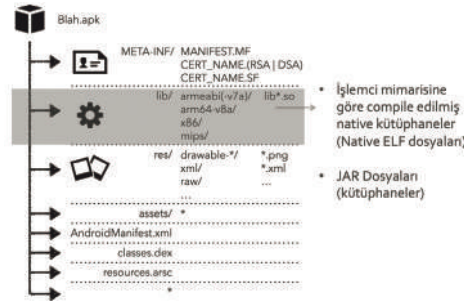 Blah.apk
META-INF/ MANIFEST.MF
CERT_NAME.(RSA | DSA)
CERT_NAME.SF
lib/ armeabi(-v7a)/ lib*.so
arm64-v8a/
x86/
mips/
res/ drawable-*/ *.png
xml/ *.xml
raw/ ...
...
assets/ *
AndroidManifest.xml
classes.dex
resources.arsc
*
• İşlemci mimarisine
göre compile edilmiş
native kütüphaneler
(Native ELF dosyaları)
• JAR Dosyaları
(kütüphaneler)